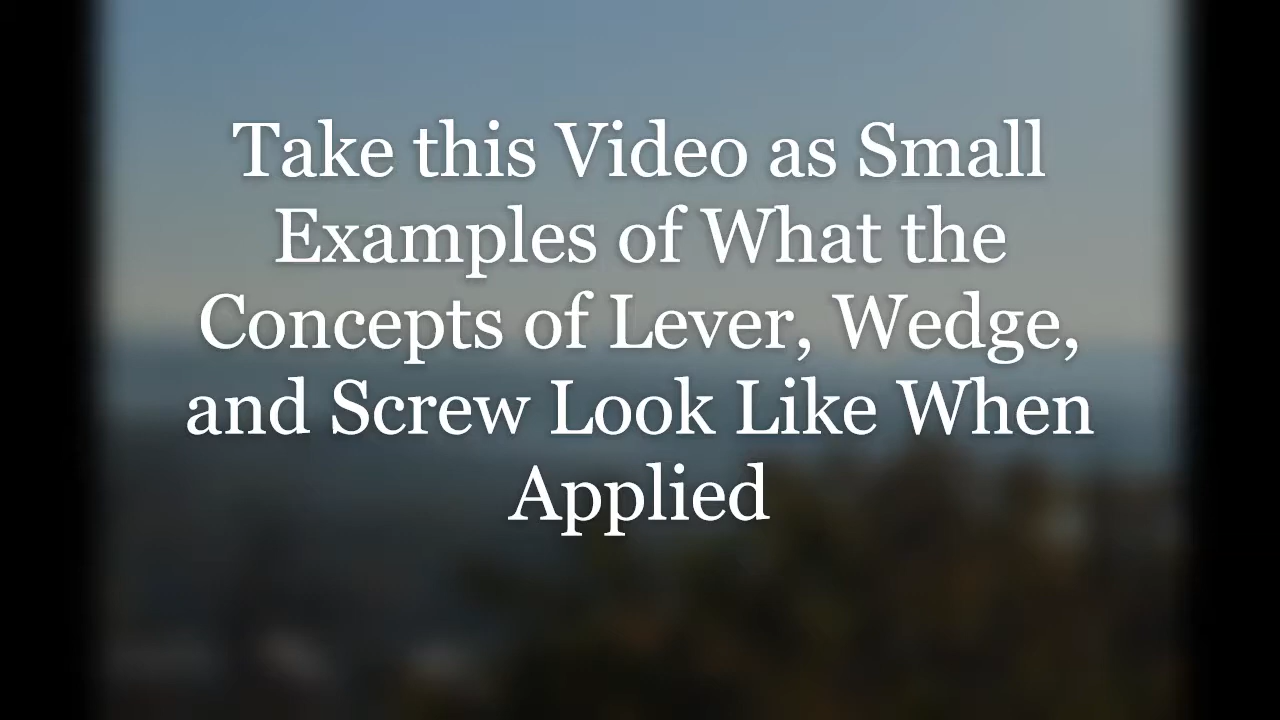 Take this Video as Small
Examples of What the
Concepts of Lever, Wedge,
and Screw Look Like When
Applied